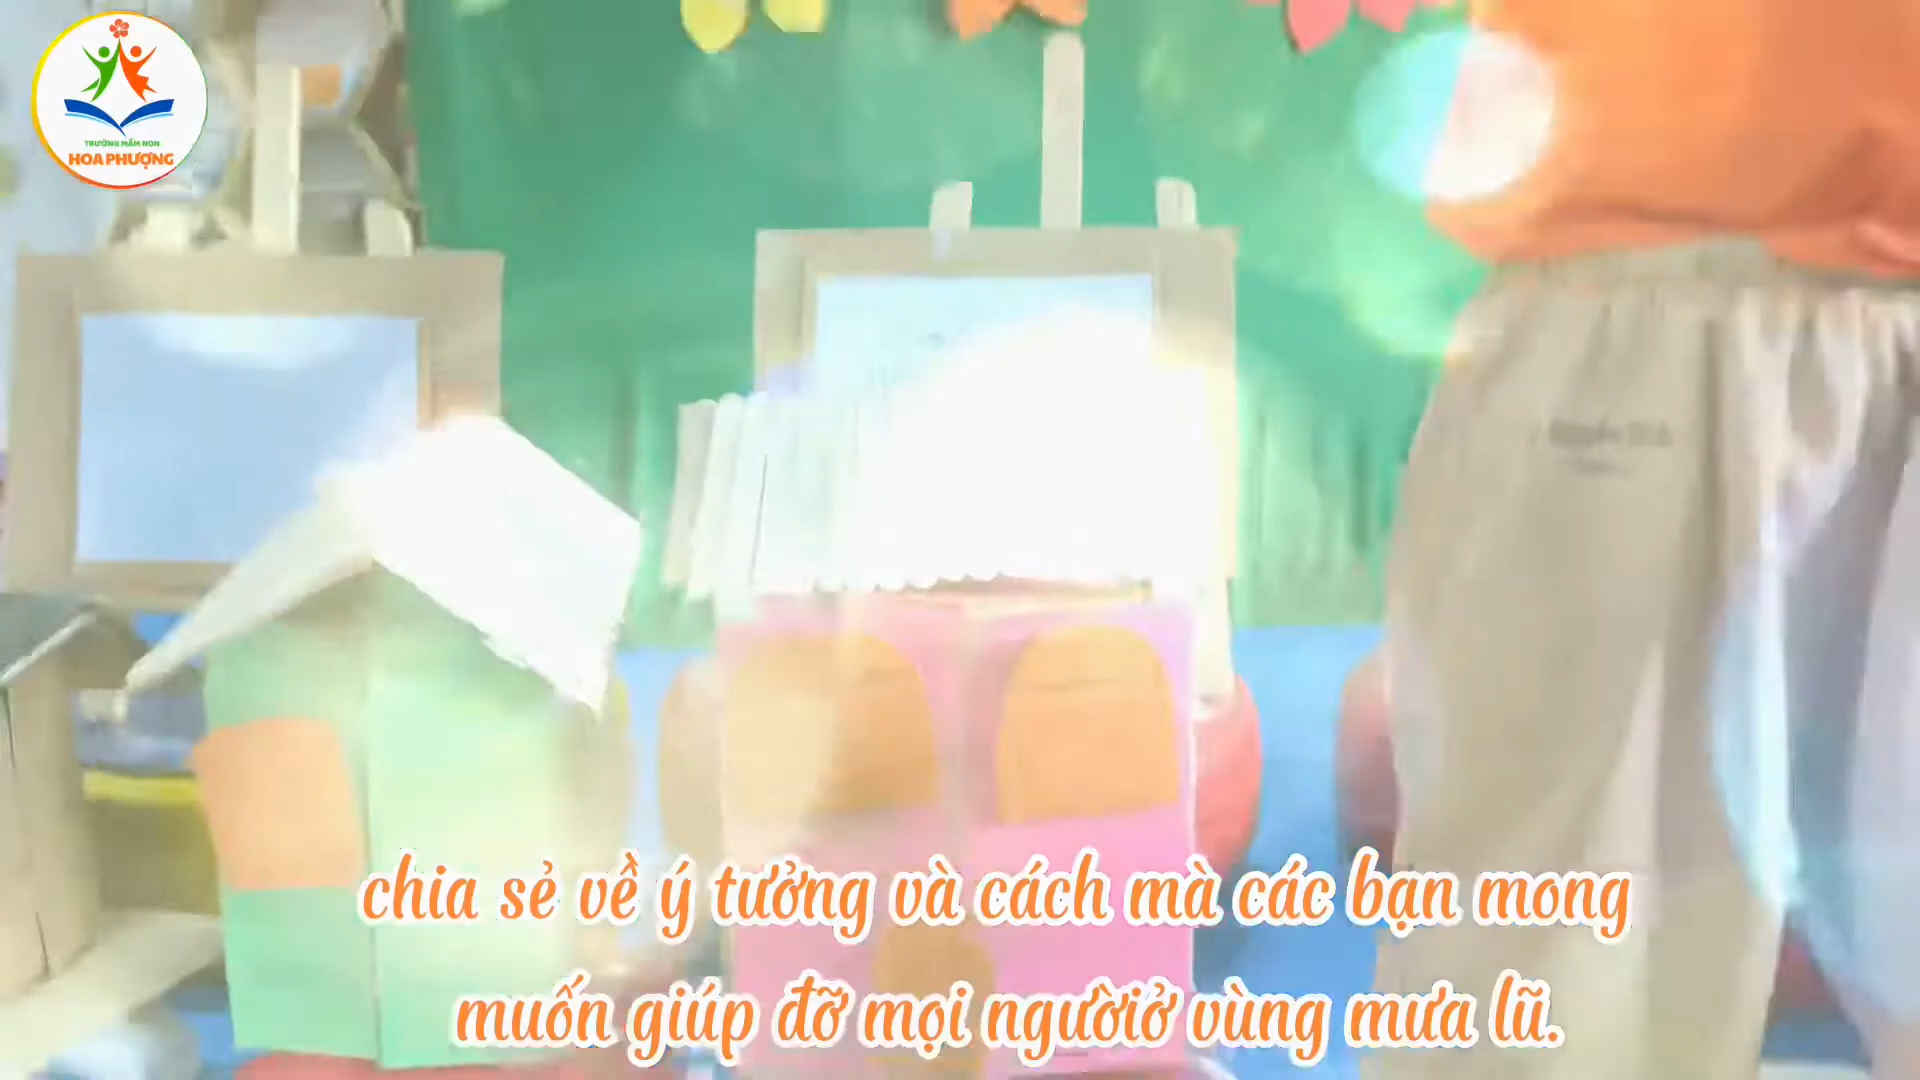 TRƯỜNG MẦM NON
HOA PHƯỢNG
chia sẻ về ý tưởng và cách mà các bạn mong
muốn giúp đỡ mọi ngườiở vùng mưa lũ.